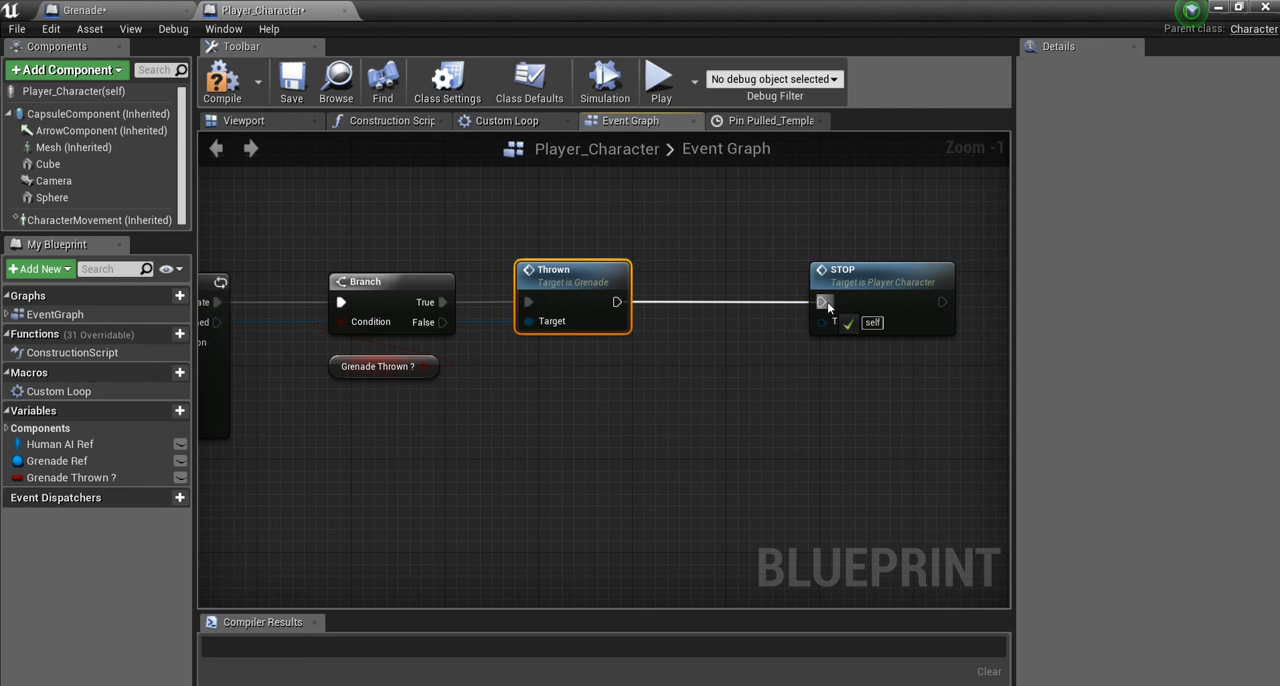 Grenade*
Player_Character*
File Edit Asset View Debug Window Help
Parent class: Character
Components
Toolbar
Details
+Add Component
Search
Player_Character(self)
CapsuleComponent (Inherited)
ArrowComponent (Inherited)
Mesh (Inherited)
Cube
Camera
Sphere
CharacterMovement (Inherited)
Compile
Save
Browse
Find
Class Settings
Class Defaults
Simulation
Play
No debug object selected
Debug Filter
Viewport
Construction Scrip
Custom Loop
Event Graph
Pin Pulled_Templa
Player_Character > Event Graph
Zoom -1
My Blueprint
+Add New
Search
Graphs
EventGraph
Functions (31 Overridable)
ConstructionScript
Macros
Custom Loop
Variables
Components
Human AI Ref
Grenade Ref
Grenade Thrown ?
Event Dispatchers
Branch
True
Condition
False
Grenade Thrown ?
Thrown
Target is Grenade
Target
STOP
Target is Player Character
T
self
BLUEPRINT
Compiler Results
Clear